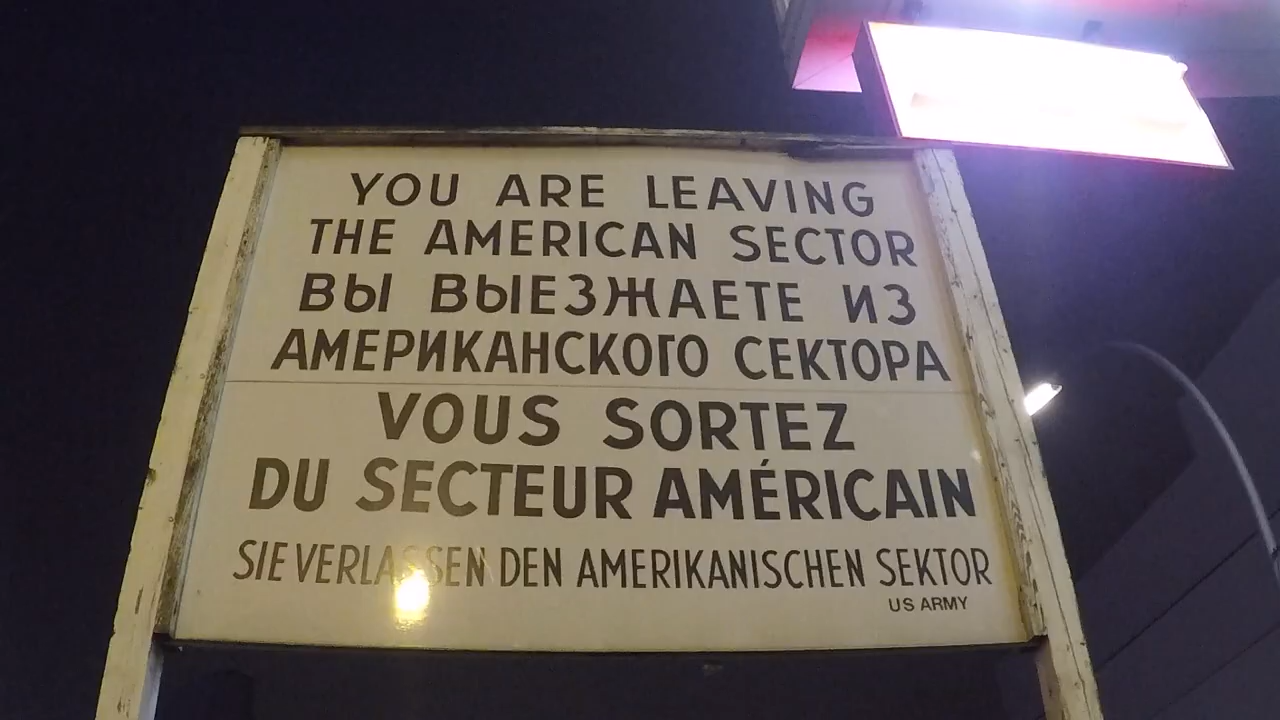 YOU ARE LEAVING
THE AMERICAN SECTOR
ВЫ ВЫЕЗЖАЕТЕ ИЗ
АМЕРИКАНСКОГО СЕКТОРА
VOUS SORTEZ
DU SECTEUR AMÉRICAIN
SIE VERLASSEN DEN AMERIKANISCHEN SEKTOR
US ARMY